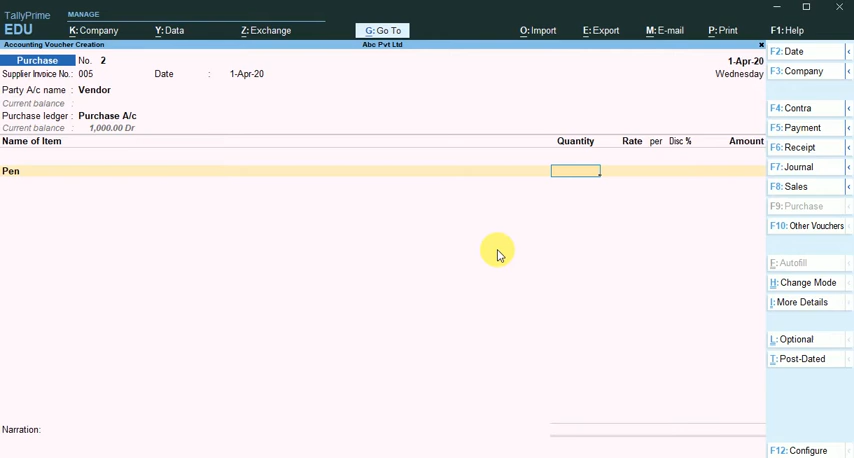 TallyPrime
EDU
MANAGE
K: Company Y: Data Z: Exchange G: Go To O: Import E: Export M: E-mail P: Print F1: Help
Accounting Voucher Creation Abc Pvt Ltd
Purchase No. 2 1-Apr-20
Supplier Invoice No.: 005 Date : 1-Apr-20 Wednesday
Party A/c name : Vendor
Current balance :
Purchase ledger : Purchase A/c
Current balance : 1,000.00 Dr
Name of Item Quantity Rate per Disc % Amount
Pen
Narration:
F2: Date
F3: Company
F4: Contra
F5: Payment
F6: Receipt
F7: Journal
F8: Sales
F9: Purchase
F10: Other Vouchers
E: Autofill
H: Change Mode
I: More Details
L: Optional
T: Post-Dated
F12: Configure